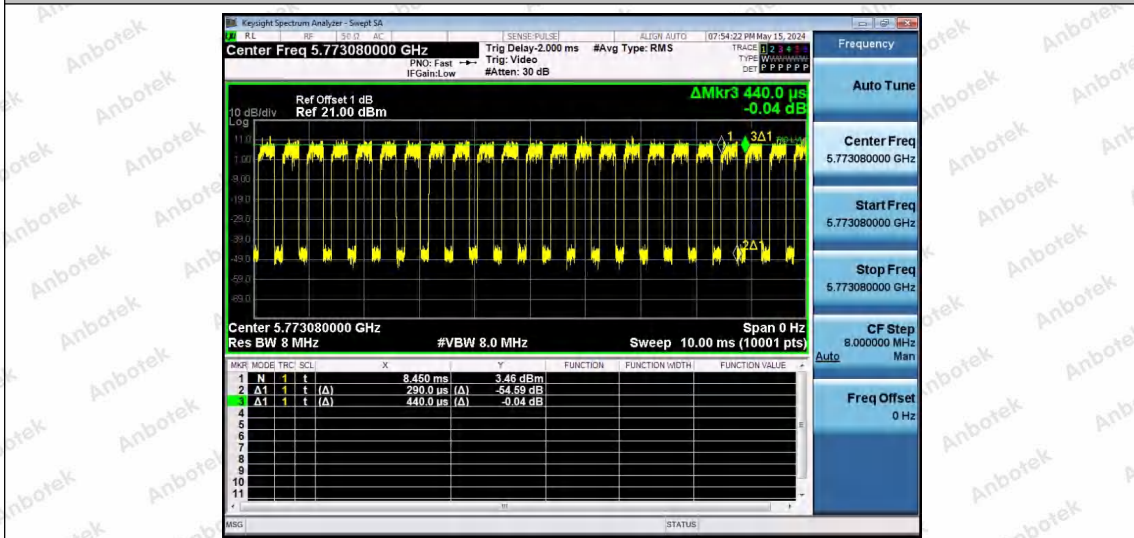 Keysight Spectrum Analyzer - Swept SA
RL RF 50 Ω AC SENSE:PULSE ALIGN AUTO 07:54:22 PM May 15, 2024
Center Freq 5.773080000 GHz
PNO: Fast
IFGain:Low
Trig Delay-2.000 ms
Trig: Video
#Atten: 30 dB
#Avg Type: RMS
TRACE 1 2 3 4 5 6
TYPE WWWWWW
DET P P P P P P
ΔMkr3 440.0 µs
-0.04 dB
Ref Offset 1 dB
10 dB/div Ref 21.00 dBm
Log
11.0
1.00
-9.00
-19.0
-29.0
-39.0
-49.0
-59.0
-69.0
1
3Δ1
2Δ1
Center 5.773080000 GHz Span 0 Hz
Res BW 8 MHz #VBW 8.0 MHz Sweep 10.00 ms (10001 pts)
MKR MODE TRC SCL X Y FUNCTION FUNCTION WIDTH FUNCTION VALUE
1 N 1 t 8.450 ms 3.46 dBm
2 Δ1 1 t (Δ) 290.0 µs (Δ) -54.59 dB
3 Δ1 1 t (Δ) 440.0 µs (Δ) -0.04 dB
4
5
6
7
8
9
10
11
MSG STATUS
Frequency
Auto Tune
Center Freq
5.773080000 GHz
Start Freq
5.773080000 GHz
Stop Freq
5.773080000 GHz
CF Step
8.000000 MHz
Auto Man
Freq Offset
0 Hz
Anbotek